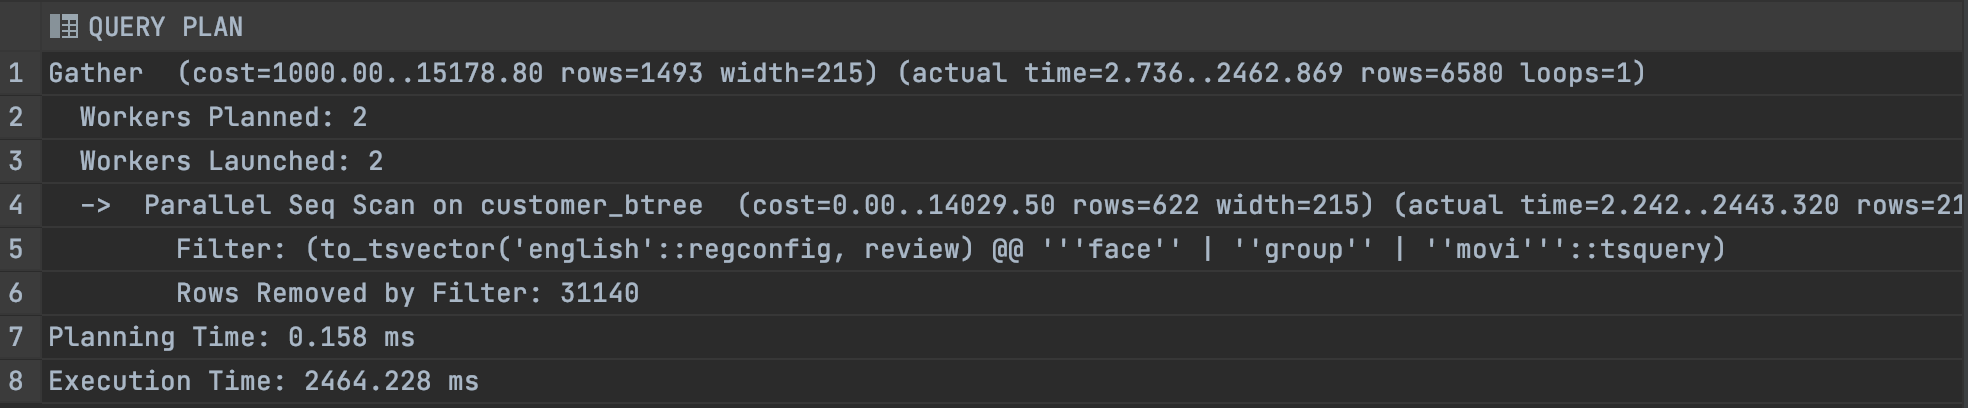 QUERY PLAN
1 Gather  (cost=1000.00..15178.80 rows=1493 width=215) (actual time=2.736..2462.869 rows=6580 loops=1)
2   Workers Planned: 2
3   Workers Launched: 2
4   ->  Parallel Seq Scan on customer_btree  (cost=0.00..14029.50 rows=622 width=215) (actual time=2.242..2443.320 rows=21
5         Filter: (to_tsvector('english'::regconfig, review) @@ '''face'' | ''group'' | ''movi'''::tsquery)
6         Rows Removed by Filter: 31140
7 Planning Time: 0.158 ms
8 Execution Time: 2464.228 ms